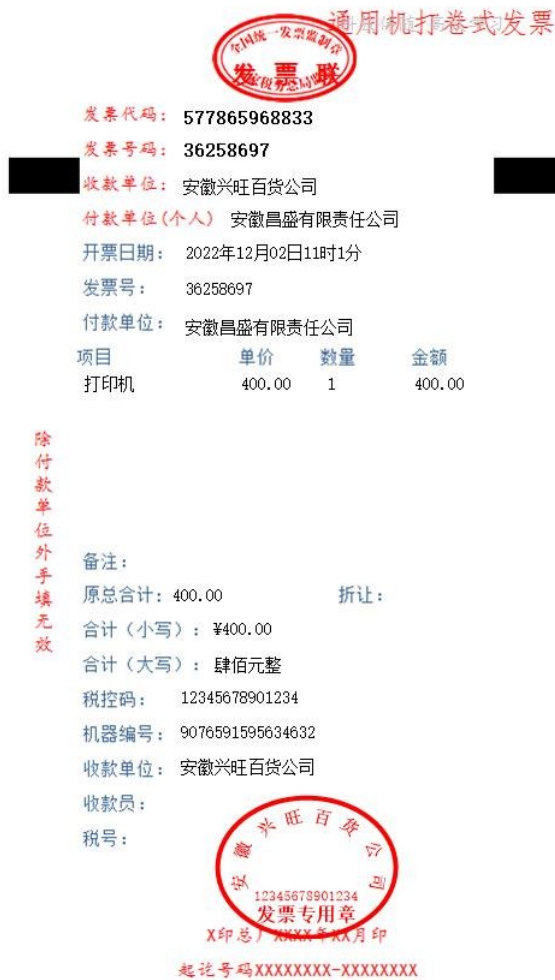 通用机打卷式发票
全国统一发票监制章
发票联
国家税务总局监制
发票代码：577865968833
发票号码：36258697
收款单位：安徽兴旺百货公司
付款单位(个人) 安徽昌盛有限责任公司
开票日期：2022年12月02日11时1分
发票号：36258697
付款单位：安徽昌盛有限责任公司
项目 单价 数量 金额
打印机 400.00 1 400.00
除付款单位外手填无效
备注：
原总合计：400.00 折让：
合计（小写）：¥400.00
合计（大写）：肆佰元整
税控码：12345678901234
机器编号：9076591595634632
收款单位：安徽兴旺百货公司
收款员：
税号：
安徽兴旺百货公司
12345678901234
发票专用章
X印总厂XXXX年XX月印
起讫号码XXXXXXXX-XXXXXXXX